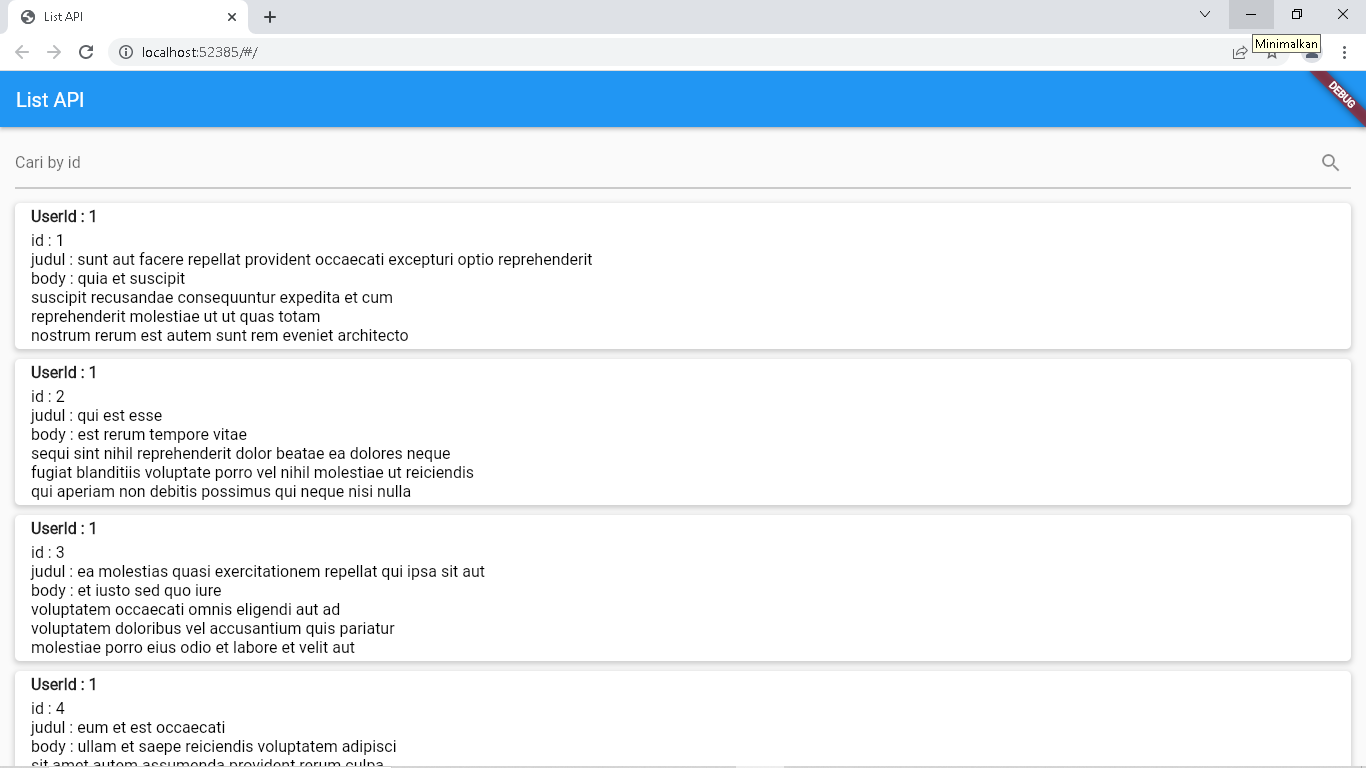 List API
localhost:52385/#/
Minimalkan
List API
DEBUG
Cari by id
UserId : 1
id : 1
judul : sunt aut facere repellat provident occaecati excepturi optio reprehenderit
body : quia et suscipit
suscipit recusandae consequuntur expedita et cum
reprehenderit molestiae ut ut quas totam
nostrum rerum est autem sunt rem eveniet architecto
UserId : 1
id : 2
judul : qui est esse
body : est rerum tempore vitae
sequi sint nihil reprehenderit dolor beatae ea dolores neque
fugiat blanditiis voluptate porro vel nihil molestiae ut reiciendis
qui aperiam non debitis possimus qui neque nisi nulla
UserId : 1
id : 3
judul : ea molestias quasi exercitationem repellat qui ipsa sit aut
body : et iusto sed quo iure
voluptatem occaecati omnis eligendi aut ad
voluptatem doloribus vel accusantium quis pariatur
molestiae porro eius odio et labore et velit aut
UserId : 1
id : 4
judul : eum et est occaecati
body : ullam et saepe reiciendis voluptatem adipisci
sit amet autem assumenda provident rerum culpa